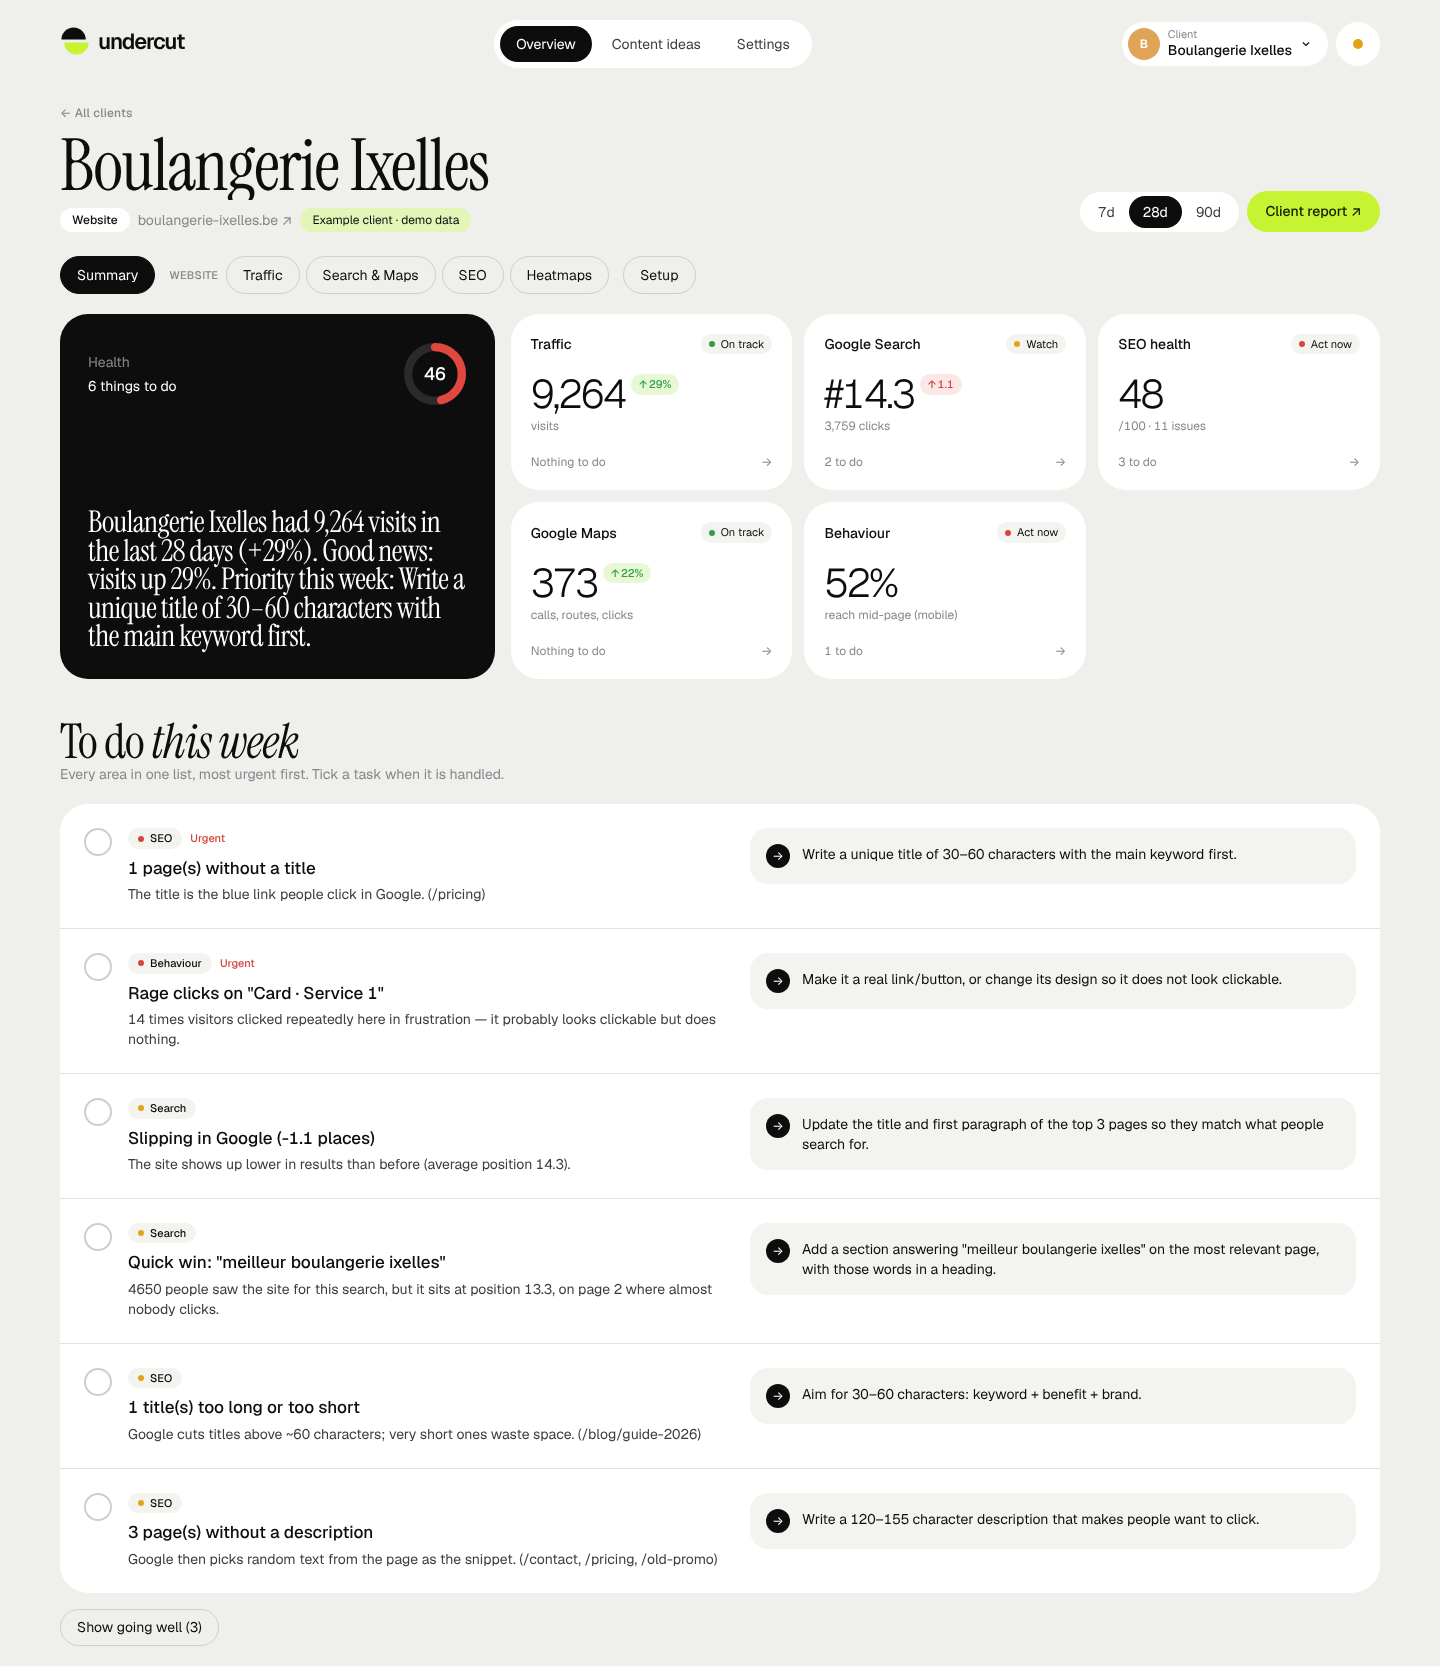 undercut
Overview
Content ideas
Settings
B
Client
Boulangerie Ixelles
← All clients
Boulangerie Ixelles
Website
boulangerie-ixelles.be ↗
Example client · demo data
7d
28d
90d
Client report ↗
Summary
WEBSITE
Traffic
Search & Maps
SEO
Heatmaps
Setup
Health
6 things to do
46
Boulangerie Ixelles had 9,264 visits in
the last 28 days (+29%). Good news:
visits up 29%. Priority this week: Write a
unique title of 30–60 characters with
the main keyword first.
Traffic
On track
9,264
↑ 29%
visits
Nothing to do →
Google Search
Watch
#14.3
↑ 1.1
3,759 clicks
2 to do →
SEO health
Act now
48
/100 · 11 issues
3 to do →
Google Maps
On track
373
↑ 22%
calls, routes, clicks
Nothing to do →
Behaviour
Act now
52%
reach mid-page (mobile)
1 to do →
To do this week
Every area in one list, most urgent first. Tick a task when it is handled.
SEO
Urgent
1 page(s) without a title
The title is the blue link people click in Google. (/pricing)
→ Write a unique title of 30–60 characters with the main keyword first.
Behaviour
Urgent
Rage clicks on "Card · Service 1"
14 times visitors clicked repeatedly here in frustration — it probably looks clickable but does
nothing.
→ Make it a real link/button, or change its design so it does not look clickable.
Search
Slipping in Google (-1.1 places)
The site shows up lower in results than before (average position 14.3).
→ Update the title and first paragraph of the top 3 pages so they match what people
search for.
Search
Quick win: "meilleur boulangerie ixelles"
4650 people saw the site for this search, but it sits at position 13.3, on page 2 where almost
nobody clicks.
→ Add a section answering "meilleur boulangerie ixelles" on the most relevant page,
with those words in a heading.
SEO
1 title(s) too long or too short
Google cuts titles above ~60 characters; very short ones waste space. (/blog/guide-2026)
→ Aim for 30–60 characters: keyword + benefit + brand.
SEO
3 page(s) without a description
Google then picks random text from the page as the snippet. (/contact, /pricing, /old-promo)
→ Write a 120–155 character description that makes people want to click.
Show going well (3)